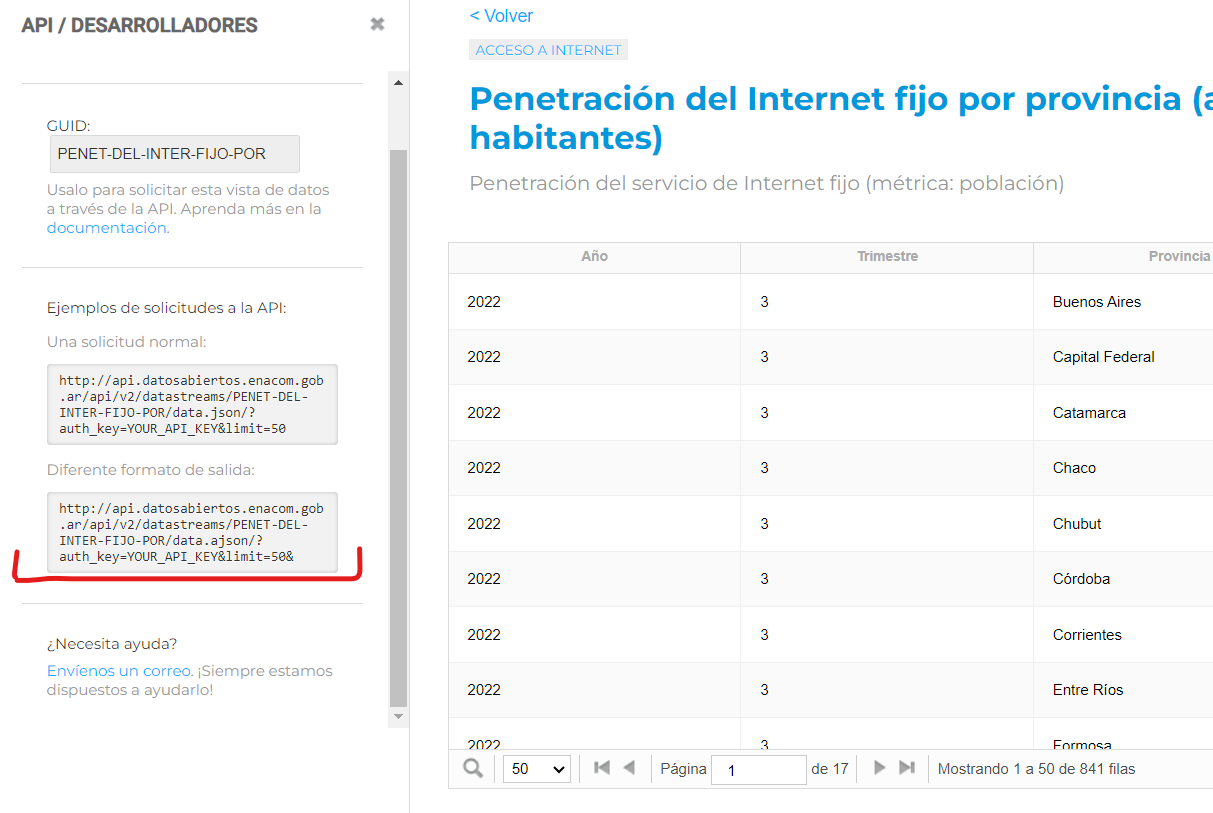 API / DESARROLLADORES
GUID:
PENET-DEL-INTER-FIJO-POR
Usalo para solicitar esta vista de datos
a través de la API. Aprenda más en la
documentación.
Ejemplos de solicitudes a la API:
Una solicitud normal:
http://api.datosabiertos.enacom.gob
.ar/api/v2/datastreams/PENET-DEL-
INTER-FIJO-POR/data.json/?
auth_key=YOUR_API_KEY&limit=50
Diferente formato de salida:
http://api.datosabiertos.enacom.gob
.ar/api/v2/datastreams/PENET-DEL-
INTER-FIJO-POR/data.ajson/?
auth_key=YOUR_API_KEY&limit=50&
¿Necesita ayuda?
Envíenos un correo. ¡Siempre estamos
dispuestos a ayudarlo!
< Volver
ACCESO A INTERNET
Penetración del Internet fijo por provincia (a
habitantes)
Penetración del servicio de Internet fijo (métrica: población)
Año Trimestre Provincia
2022 3 Buenos Aires
2022 3 Capital Federal
2022 3 Catamarca
2022 3 Chaco
2022 3 Chubut
2022 3 Córdoba
2022 3 Corrientes
2022 3 Entre Ríos
2022 3 Formosa
50 Página 1 de 17 Mostrando 1 a 50 de 841 filas